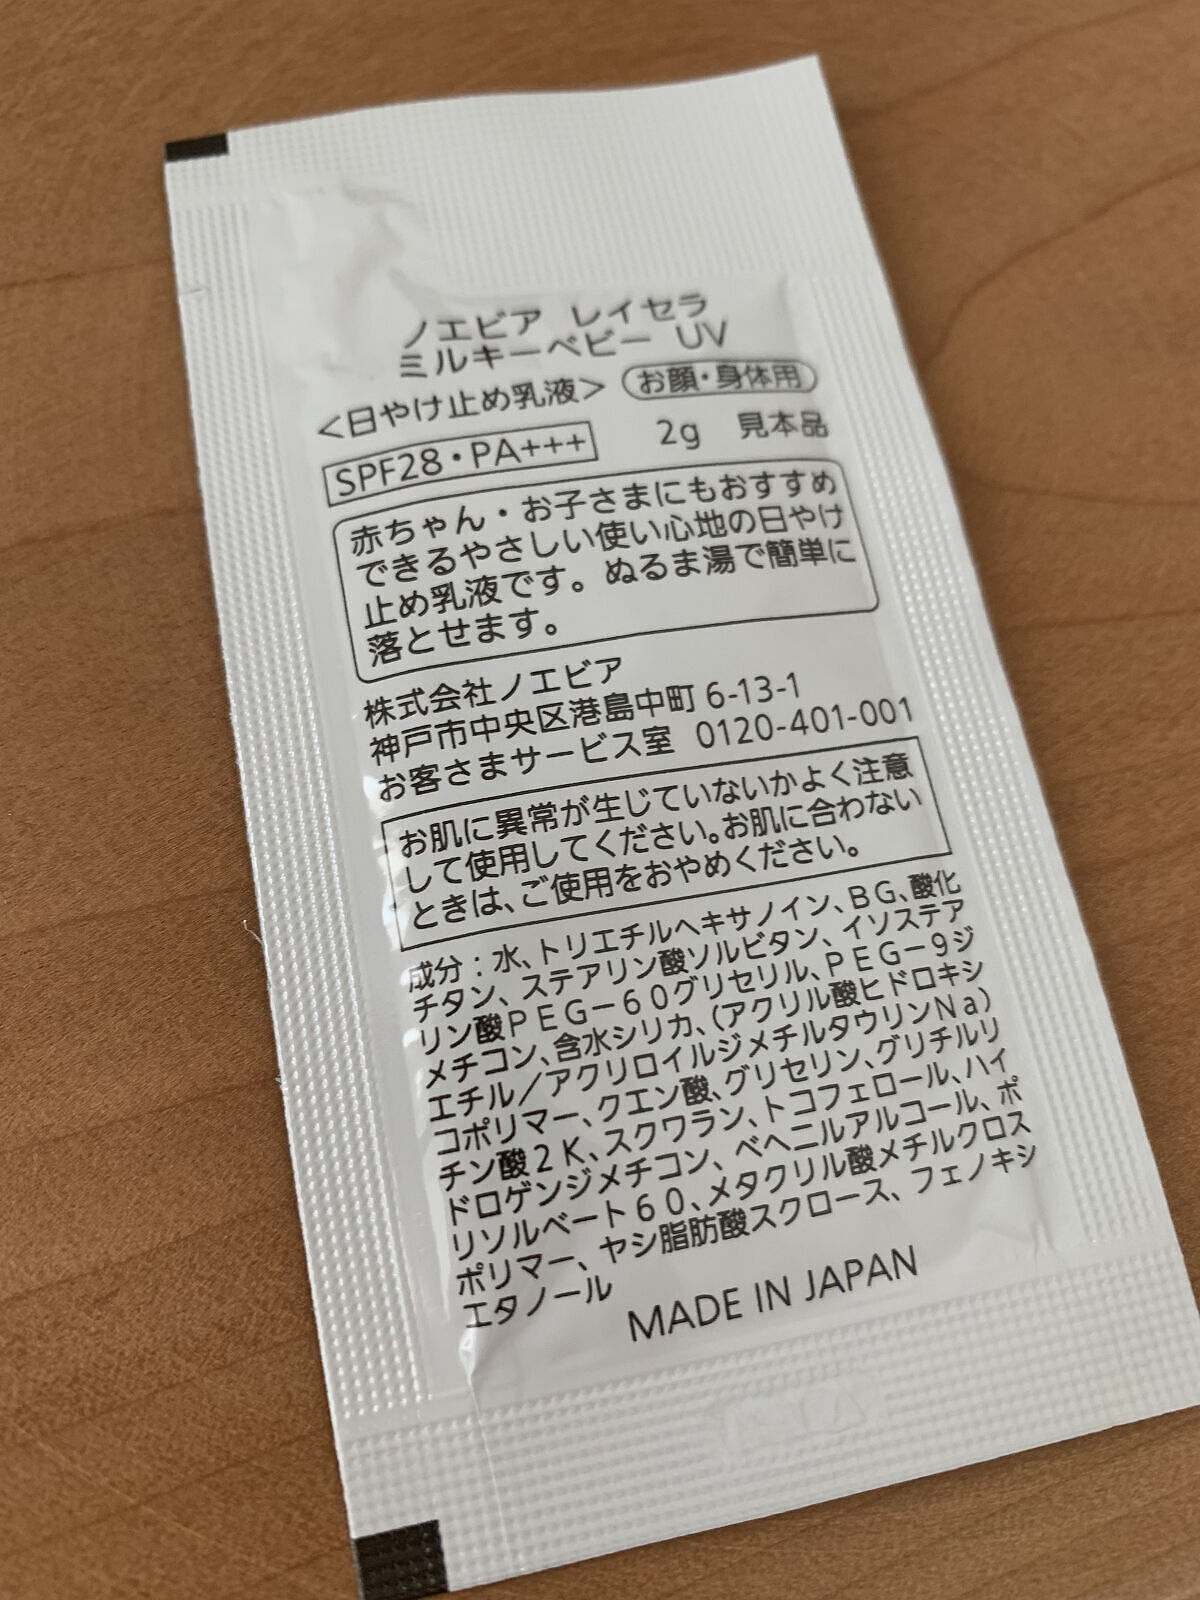 ノエビア レイセラ
ミルキーベビー UV
＜日やけ止め乳液＞ お顔・身体用
SPF28・PA+++ 2g 見本品
赤ちゃん・お子さまにもおすすめ
できるやさしい使い心地の日やけ
止め乳液です。ぬるま湯で簡単に
落とせます。
株式会社ノエビア
神戸市中央区港島中町 6-13-1
お客さまサービス室 0120-401-001
お肌に異常が生じていないかよく注意
して使用してください。お肌に合わない
ときは、ご使用をおやめください。
成分：水、トリエチルヘキサノイン、BG、酸化
チタン、ステアリン酸ソルビタン、イソステア
リン酸PEG－60グリセリル、PEG－9ジ
メチコン、含水シリカ、（アクリル酸ヒドロキシ
エチル／アクリロイルジメチルタウリンNa）
コポリマー、クエン酸、グリセリン、グリチルリ
チン酸2K、スクワラン、トコフェロール、ハイ
ドロゲンジメチコン、ベヘニルアルコール、ポ
リソルベート60、メタクリル酸メチルクロス
ポリマー、ヤシ脂肪酸スクロース、フェノキシ
エタノール
MADE IN JAPAN